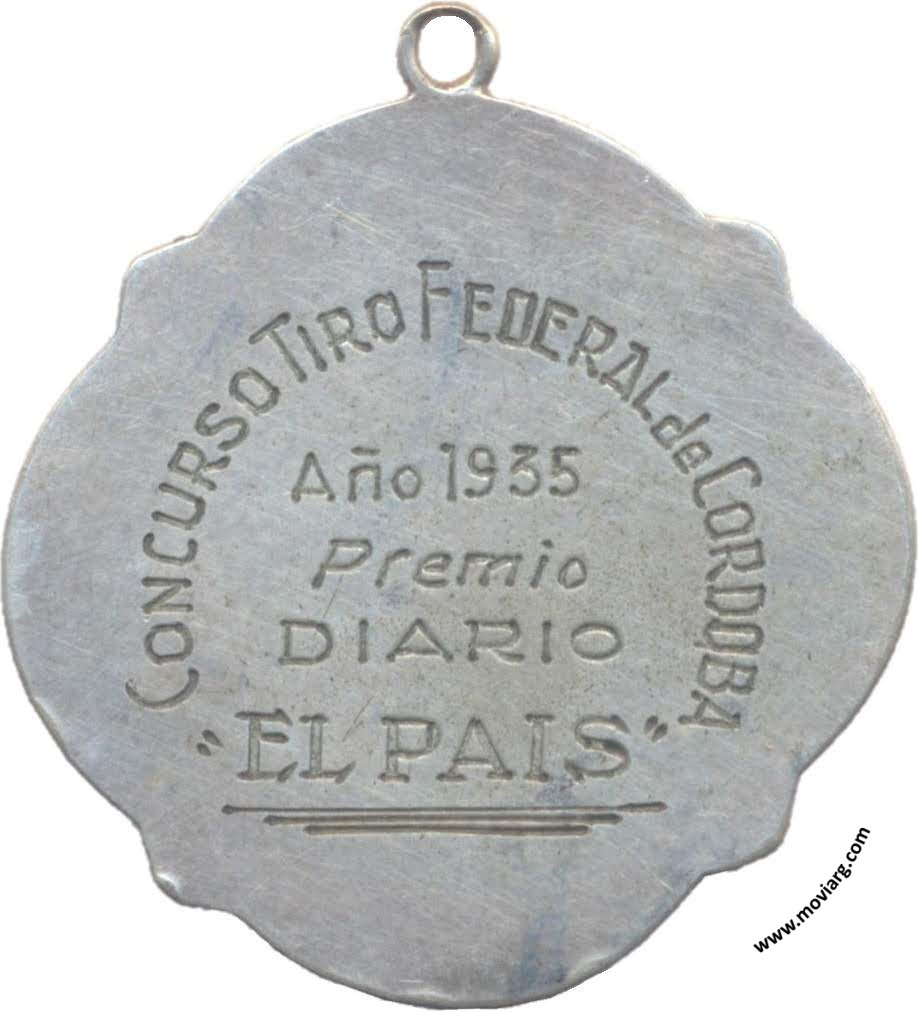 CONCURSO TIRO FEDERAL de CORDOBA
Año 1935
Premio
DIARIO
"EL PAIS"
www.moviarg.com